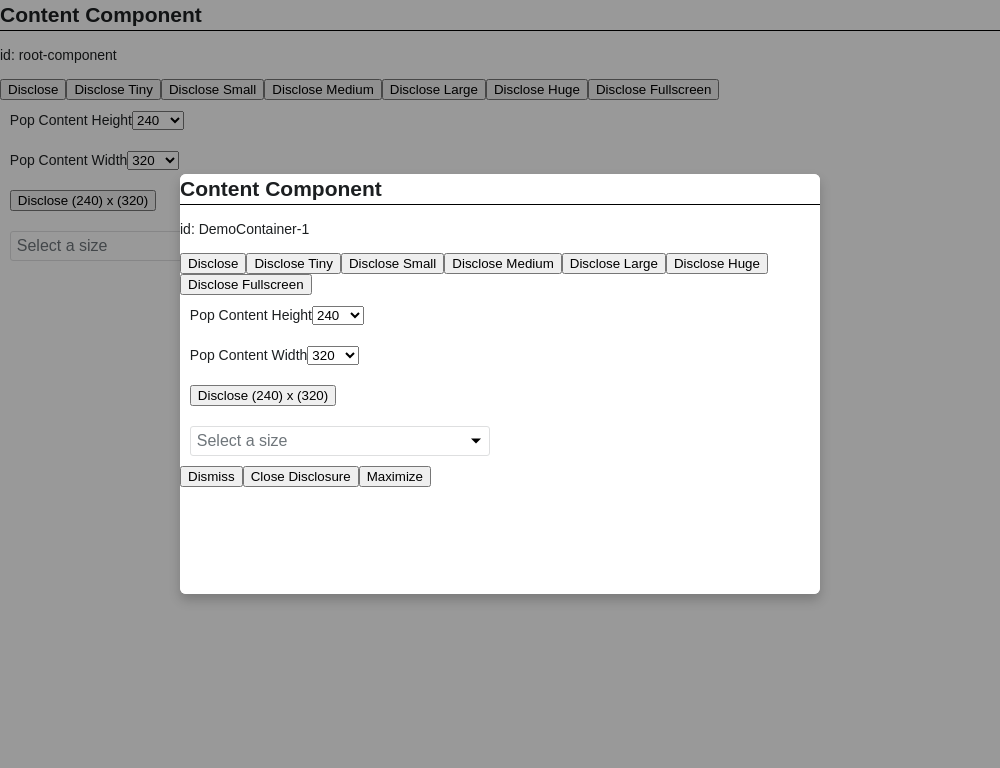 Content Component
id: root-component
Disclose Disclose Tiny Disclose Small Disclose Medium Disclose Large Disclose Huge Disclose Fullscreen
Pop Content Height 240
Pop Content Width 320
Disclose (240) x (320)
Select a size
Content Component
id: DemoContainer-1
Disclose Disclose Tiny Disclose Small Disclose Medium Disclose Large Disclose Huge
Disclose Fullscreen
Pop Content Height 240
Pop Content Width 320
Disclose (240) x (320)
Select a size
Dismiss Close Disclosure Maximize